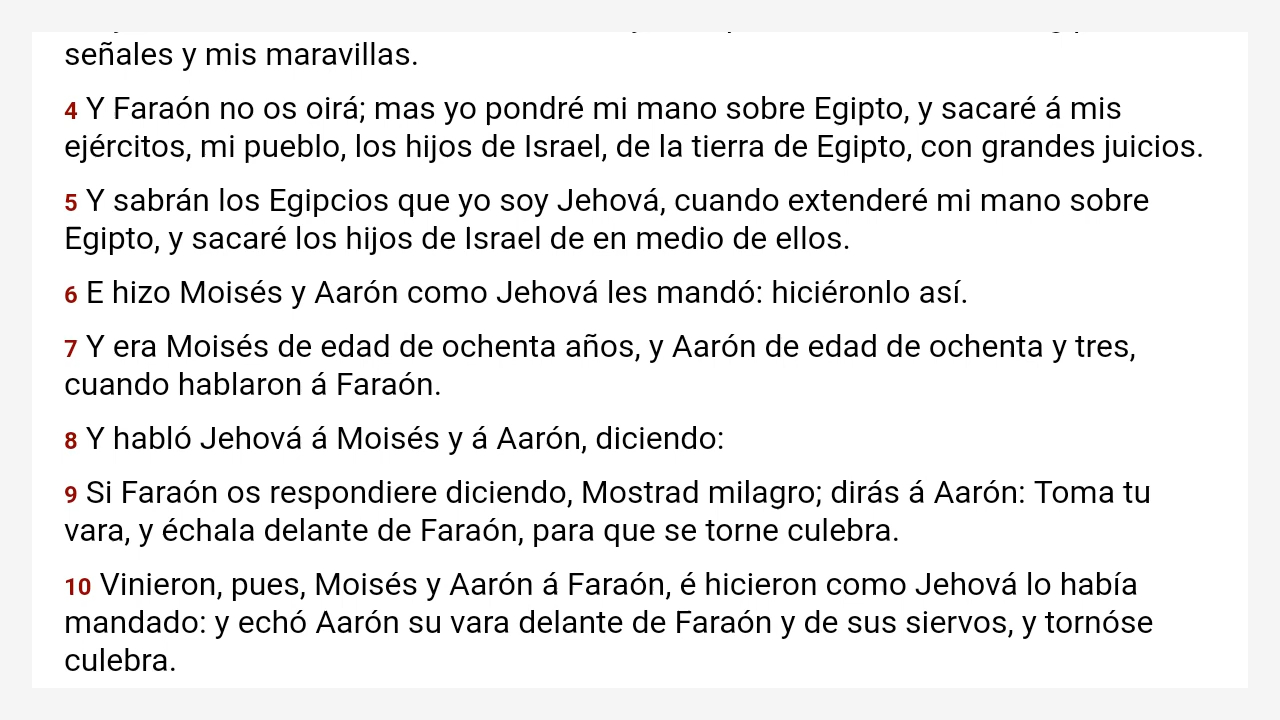 señales y mis maravillas.
4 Y Faraón no os oirá; mas yo pondré mi mano sobre Egipto, y sacaré á mis
ejércitos, mi pueblo, los hijos de Israel, de la tierra de Egipto, con grandes juicios.
5 Y sabrán los Egipcios que yo soy Jehová, cuando extenderé mi mano sobre
Egipto, y sacaré los hijos de Israel de en medio de ellos.
6 E hizo Moisés y Aarón como Jehová les mandó: hiciéronlo así.
7 Y era Moisés de edad de ochenta años, y Aarón de edad de ochenta y tres,
cuando hablaron á Faraón.
8 Y habló Jehová á Moisés y á Aarón, diciendo:
9 Si Faraón os respondiere diciendo, Mostrad milagro; dirás á Aarón: Toma tu
vara, y échala delante de Faraón, para que se torne culebra.
10 Vinieron, pues, Moisés y Aarón á Faraón, é hicieron como Jehová lo había
mandado: y echó Aarón su vara delante de Faraón y de sus siervos, y tornóse
culebra.